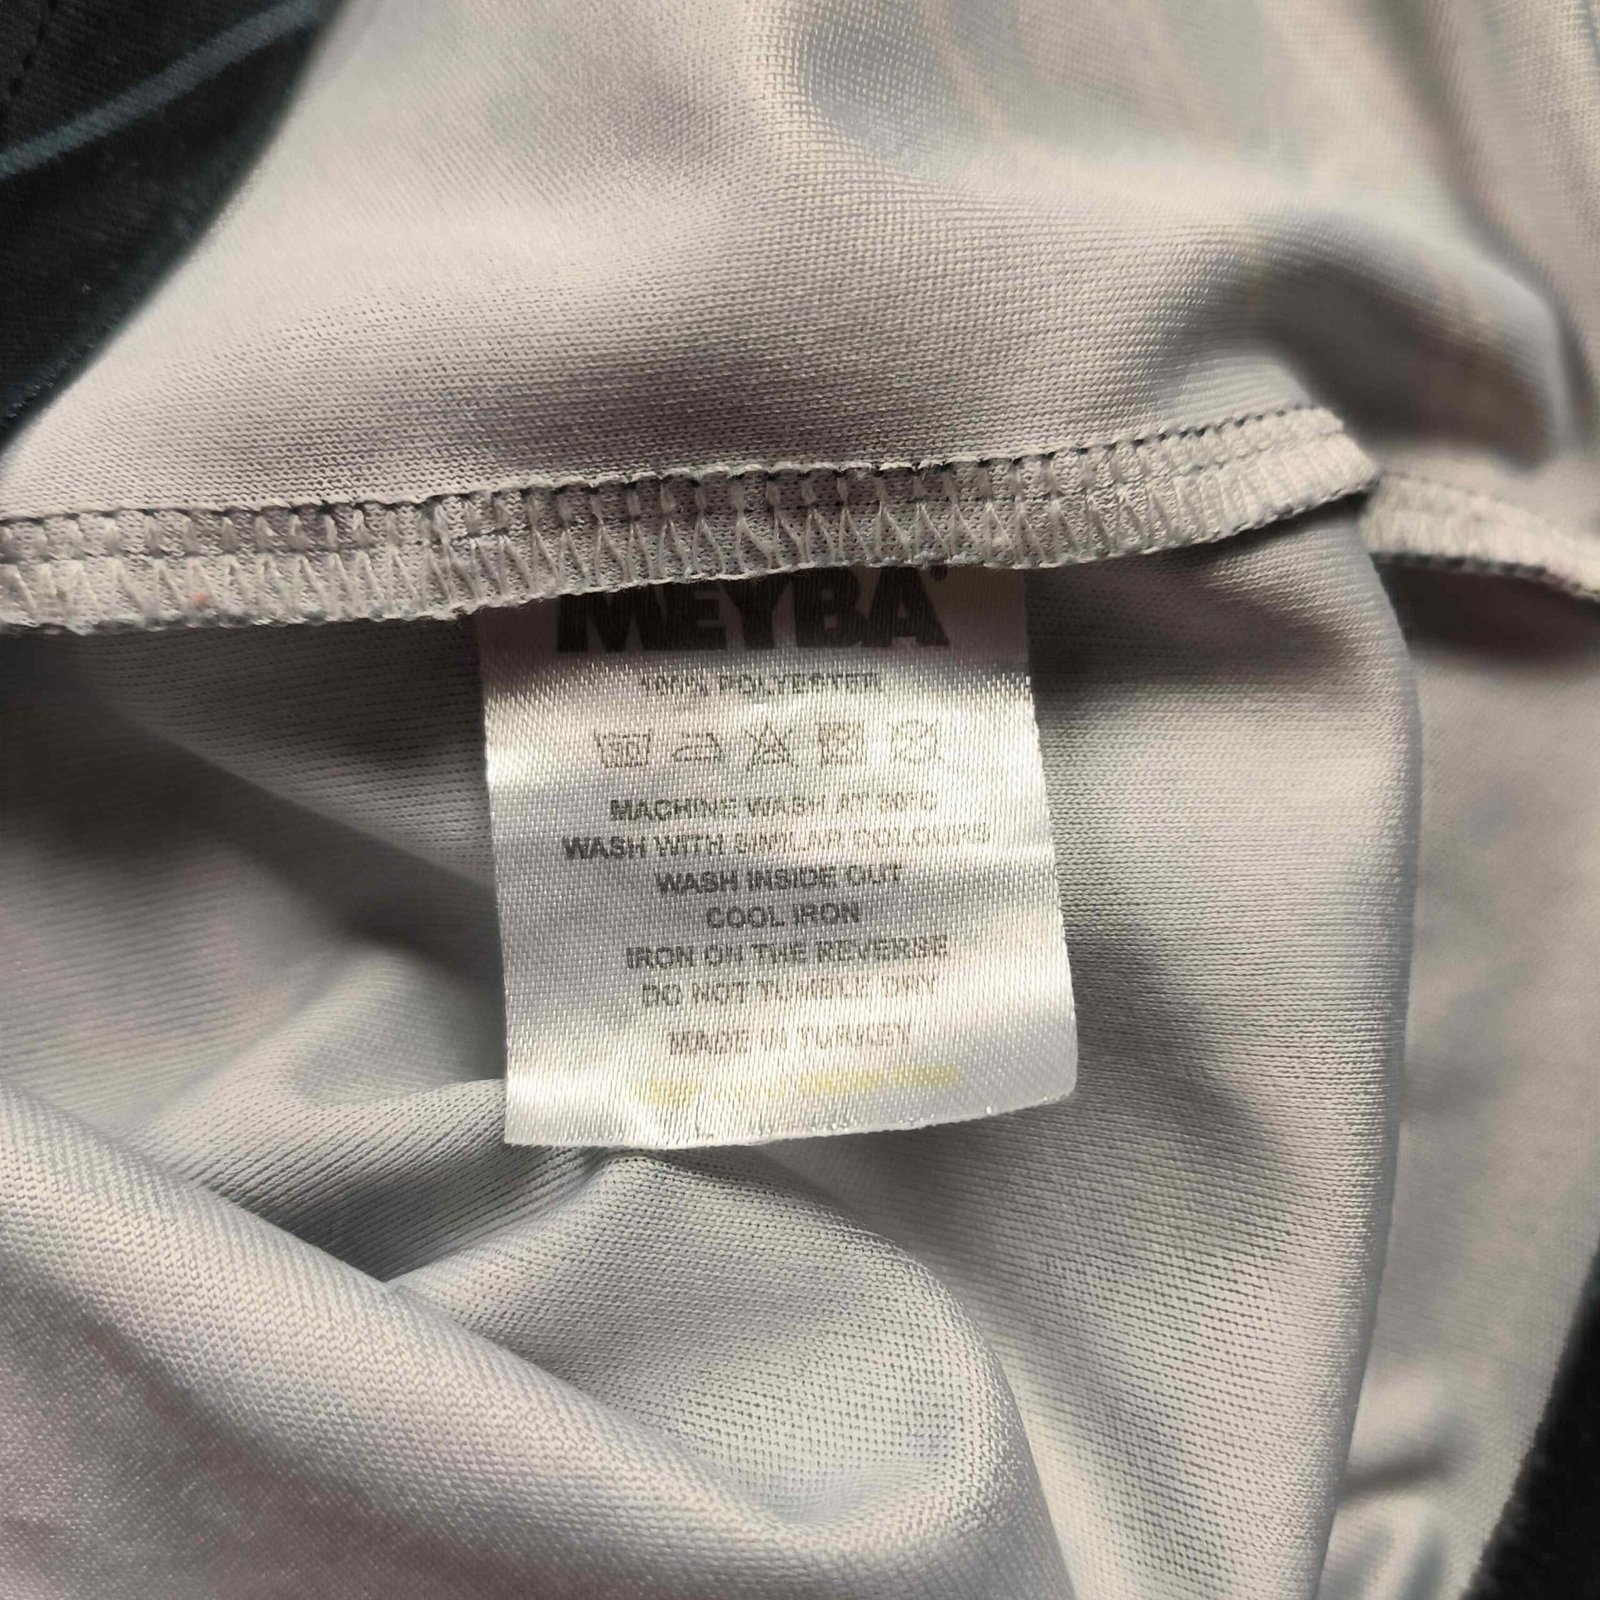 MEYBA
100% POLYESTER
30
MACHINE WASH AT 30°C
WASH WITH SIMILAR COLOURS
WASH INSIDE OUT
COOL IRON
IRON ON THE REVERSE
DO NOT TUMBLE DRY
MADE IN TURKEY